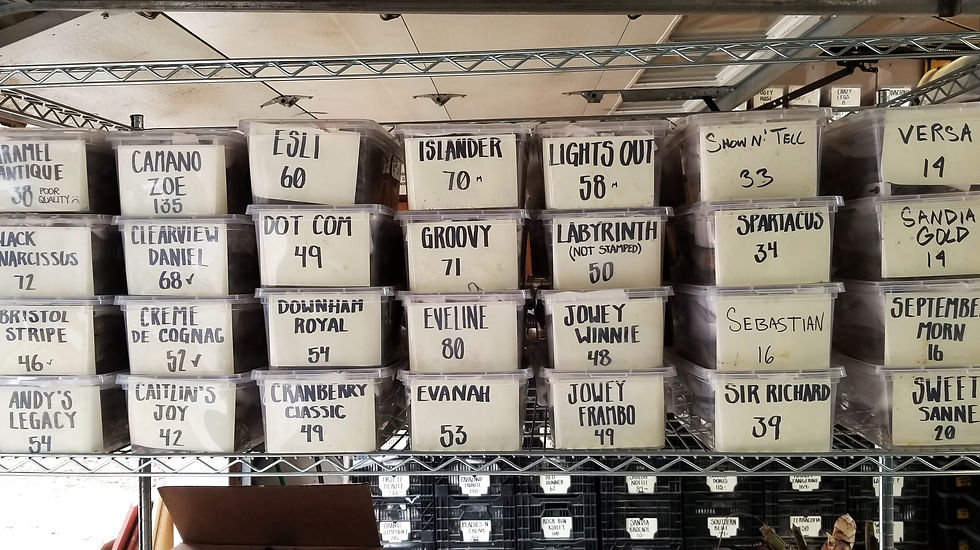 ANTIQUE
38 POOR
QUALITY
CAMANO
ZOE
135
ESLI
60
ISLANDER
70 M
LIGHTS OUT
58 M
SHOW N' TELL
33
VERSA
14
NARCISSUS
72
CLEARVIEW
DANIEL
68 ✓
DOT COM
49
GROOVY
71
LABYRINTH
(NOT STAMPED)
50
SPARTACUS
34
SANDIA
GOLD
14
BRISTOL
STRIPE
46 ✓
CREME
DE COGNAC
52 ✓
DOWNHAM
ROYAL
54
EVELINE
80
JOWEY
WINNIE
48
SEBASTIAN
16
SEPTEMBE
MORN
16
ANDY'S
LEGACY
54
CAITLIN'S
JOY
42
CRANBERRY
CLASSIC
49
EVANAH
53
JOWEY
FRAMBO
49
SIR RICHARD
39
SWEET
SANNE
20